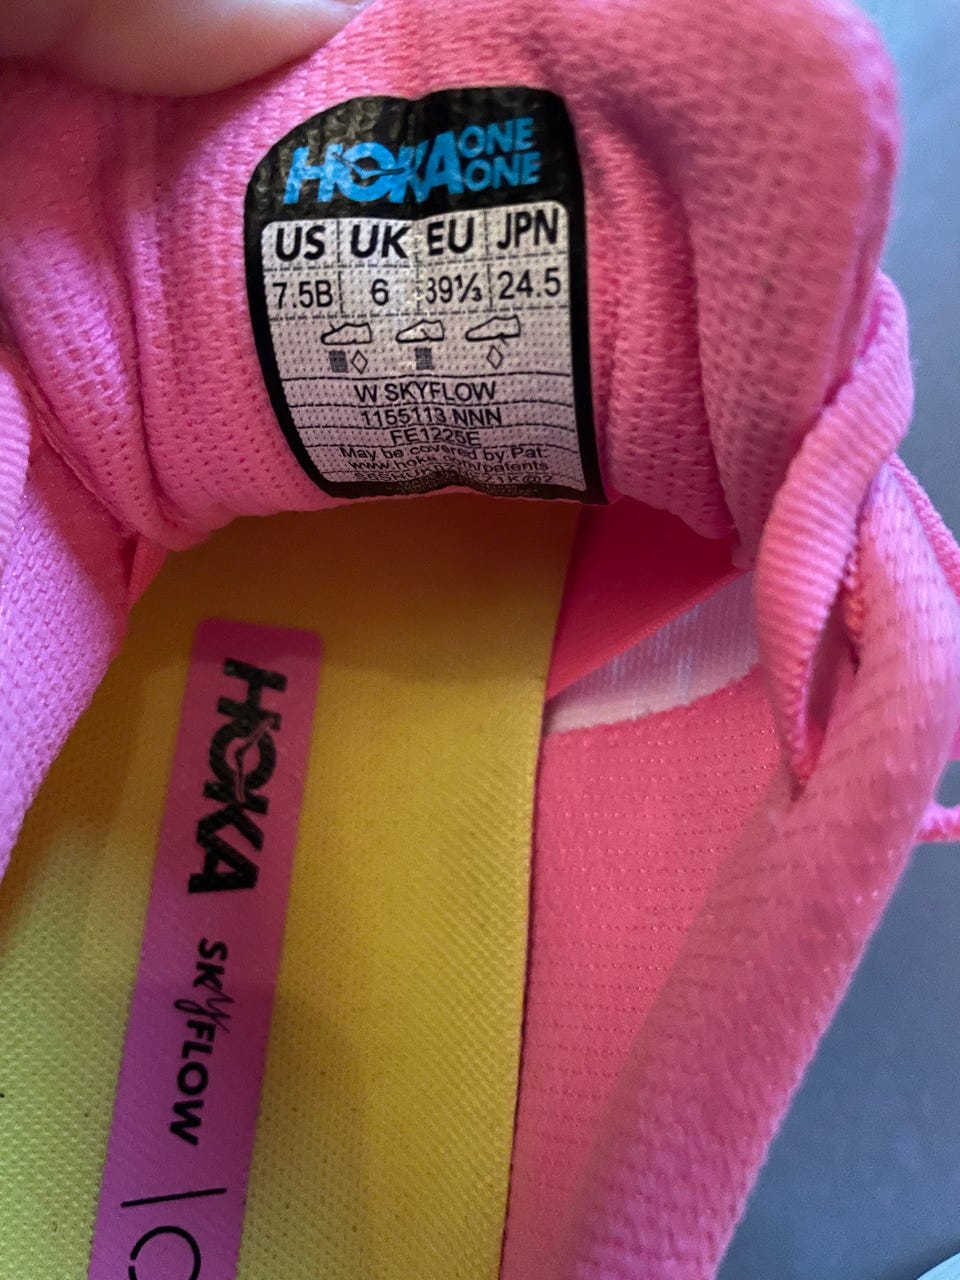 HOKA ONE ONE
US UK EU JPN
7.5B 6 39⅓ 24.5
W SKYFLOW
1155113 NNN
FE1225E
May be covered by Pat:
www.hoka.com/patents
HOKA
SKYFLOW